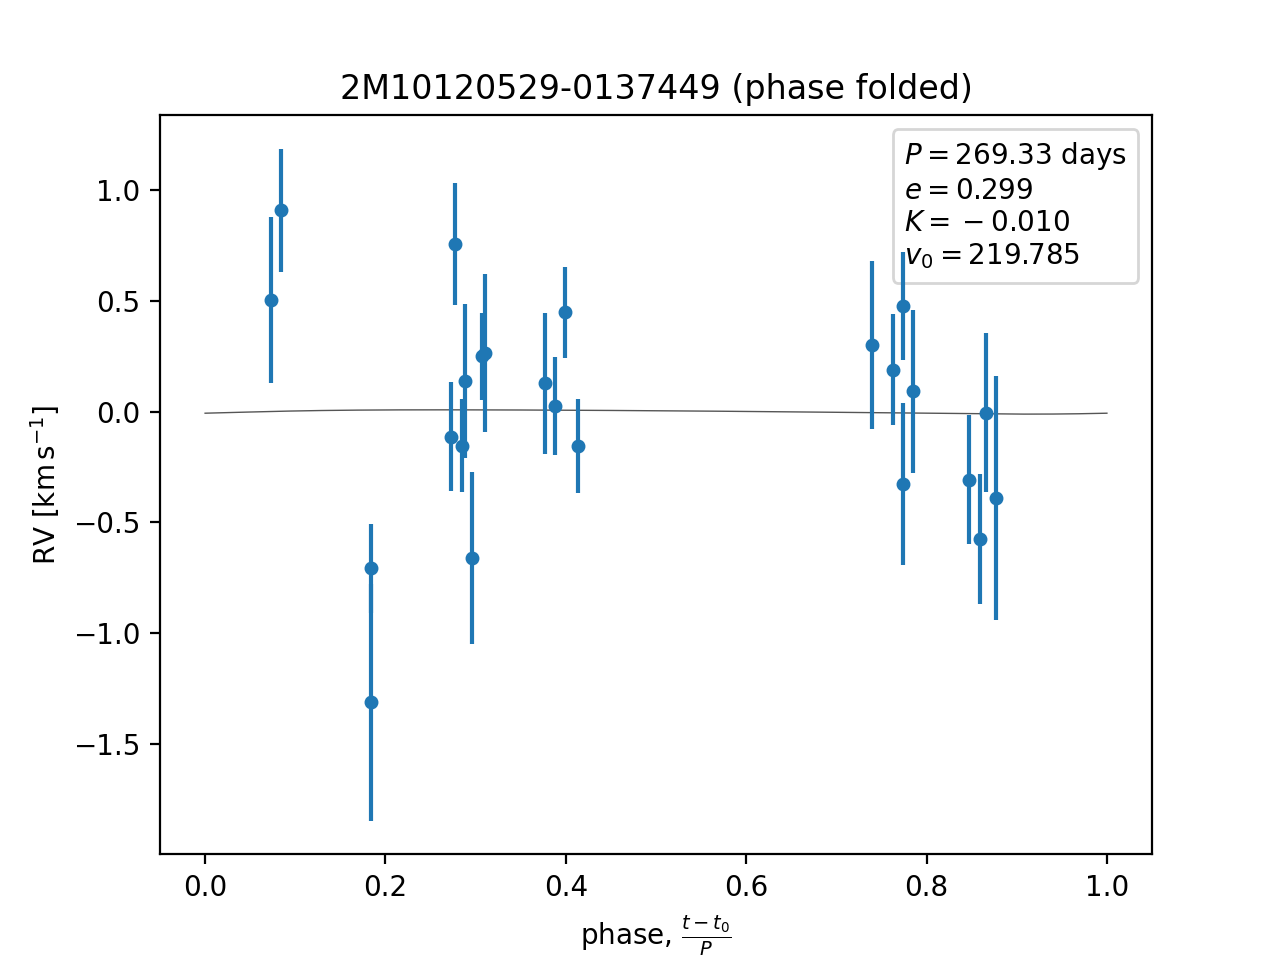 2M10120529-0137449 (phase folded)
P = 269.33 days
e = 0.299
K = −0.010
v₀ = 219.785
1.0
0.5
0.0
−0.5
−1.0
−1.5
RV [km s⁻¹]
0.0 0.2 0.4 0.6 0.8 1.0
phase, (t − t₀)/P